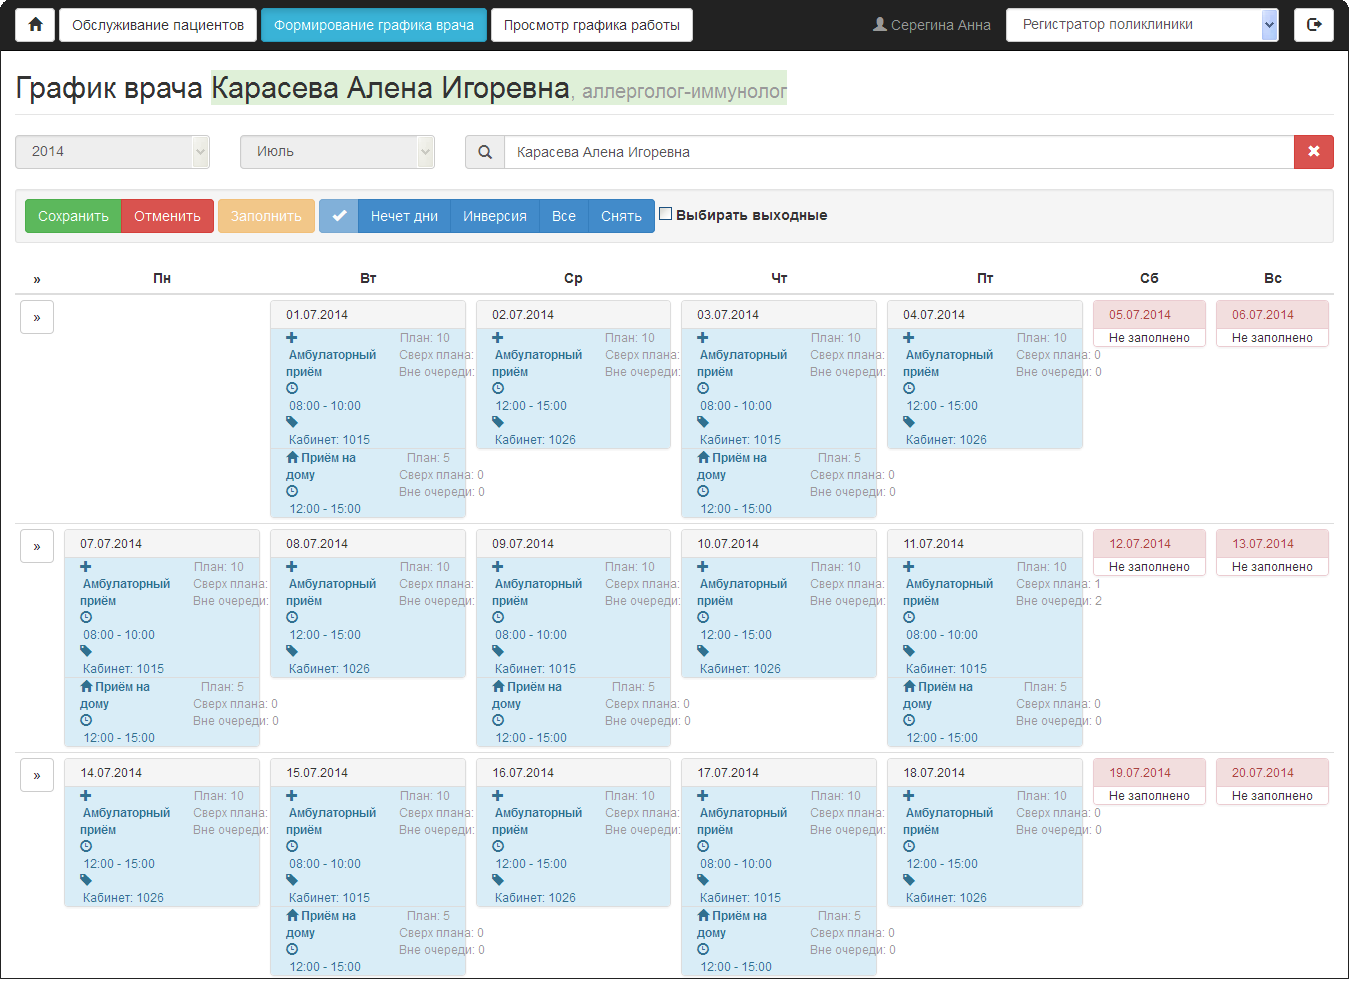 Обслуживание пациентов Формирование графика врача Просмотр графика работы Серегина Анна Регистратор поликлиники
График врача Карасева Алена Игоревна, аллерголог-иммунолог
2014 Июль Карасева Алена Игоревна
Сохранить Отменить Заполнить Нечет дни Инверсия Все Снять Выбирать выходные
» Пн Вт Ср Чт Пт Сб Вс
» 01.07.2014 02.07.2014 03.07.2014 04.07.2014 05.07.2014 06.07.2014
План: 10 План: 10 План: 10 План: 10 Не заполнено Не заполнено
Амбулаторный Сверх плана: Амбулаторный Сверх плана: Амбулаторный Сверх плана: Амбулаторный Сверх плана: 0
приём Вне очереди: приём Вне очереди: приём Вне очереди: приём Вне очереди: 0
08:00 - 10:00 12:00 - 15:00 08:00 - 10:00 12:00 - 15:00
Кабинет: 1015 Кабинет: 1026 Кабинет: 1015 Кабинет: 1026
Приём на План: 5 Приём на План: 5
дому Сверх плана: 0 дому Сверх плана: 0
Вне очереди: 0 Вне очереди: 0
12:00 - 15:00 12:00 - 15:00
» 07.07.2014 08.07.2014 09.07.2014 10.07.2014 11.07.2014 12.07.2014 13.07.2014
План: 10 План: 10 План: 10 План: 10 План: 10 Не заполнено Не заполнено
Амбулаторный Сверх плана: Амбулаторный Сверх плана: Амбулаторный Сверх плана: Амбулаторный Сверх плана: Амбулаторный Сверх плана: 1
приём Вне очереди: приём Вне очереди: приём Вне очереди: приём Вне очереди: приём Вне очереди: 2
08:00 - 10:00 12:00 - 15:00 08:00 - 10:00 12:00 - 15:00 08:00 - 10:00
Кабинет: 1015 Кабинет: 1026 Кабинет: 1015 Кабинет: 1026 Кабинет: 1015
Приём на План: 5 Приём на План: 5 Приём на План: 5
дому Сверх плана: 0 дому Сверх плана: 0 дому Сверх плана: 0
Вне очереди: 0 Вне очереди: 0 Вне очереди: 0
12:00 - 15:00 12:00 - 15:00 12:00 - 15:00
» 14.07.2014 15.07.2014 16.07.2014 17.07.2014 18.07.2014 19.07.2014 20.07.2014
План: 10 План: 10 План: 10 План: 10 План: 10 Не заполнено Не заполнено
Амбулаторный Сверх плана: Амбулаторный Сверх плана: Амбулаторный Сверх плана: Амбулаторный Сверх плана: Амбулаторный Сверх плана: 0
приём Вне очереди: приём Вне очереди: приём Вне очереди: приём Вне очереди: приём Вне очереди: 0
12:00 - 15:00 08:00 - 10:00 12:00 - 15:00 08:00 - 10:00 12:00 - 15:00
Кабинет: 1026 Кабинет: 1015 Кабинет: 1026 Кабинет: 1015 Кабинет: 1026
Приём на План: 5 Приём на План: 5
дому Сверх плана: 0 дому Сверх плана: 0
Вне очереди: 0 Вне очереди: 0
12:00 - 15:00 12:00 - 15:00